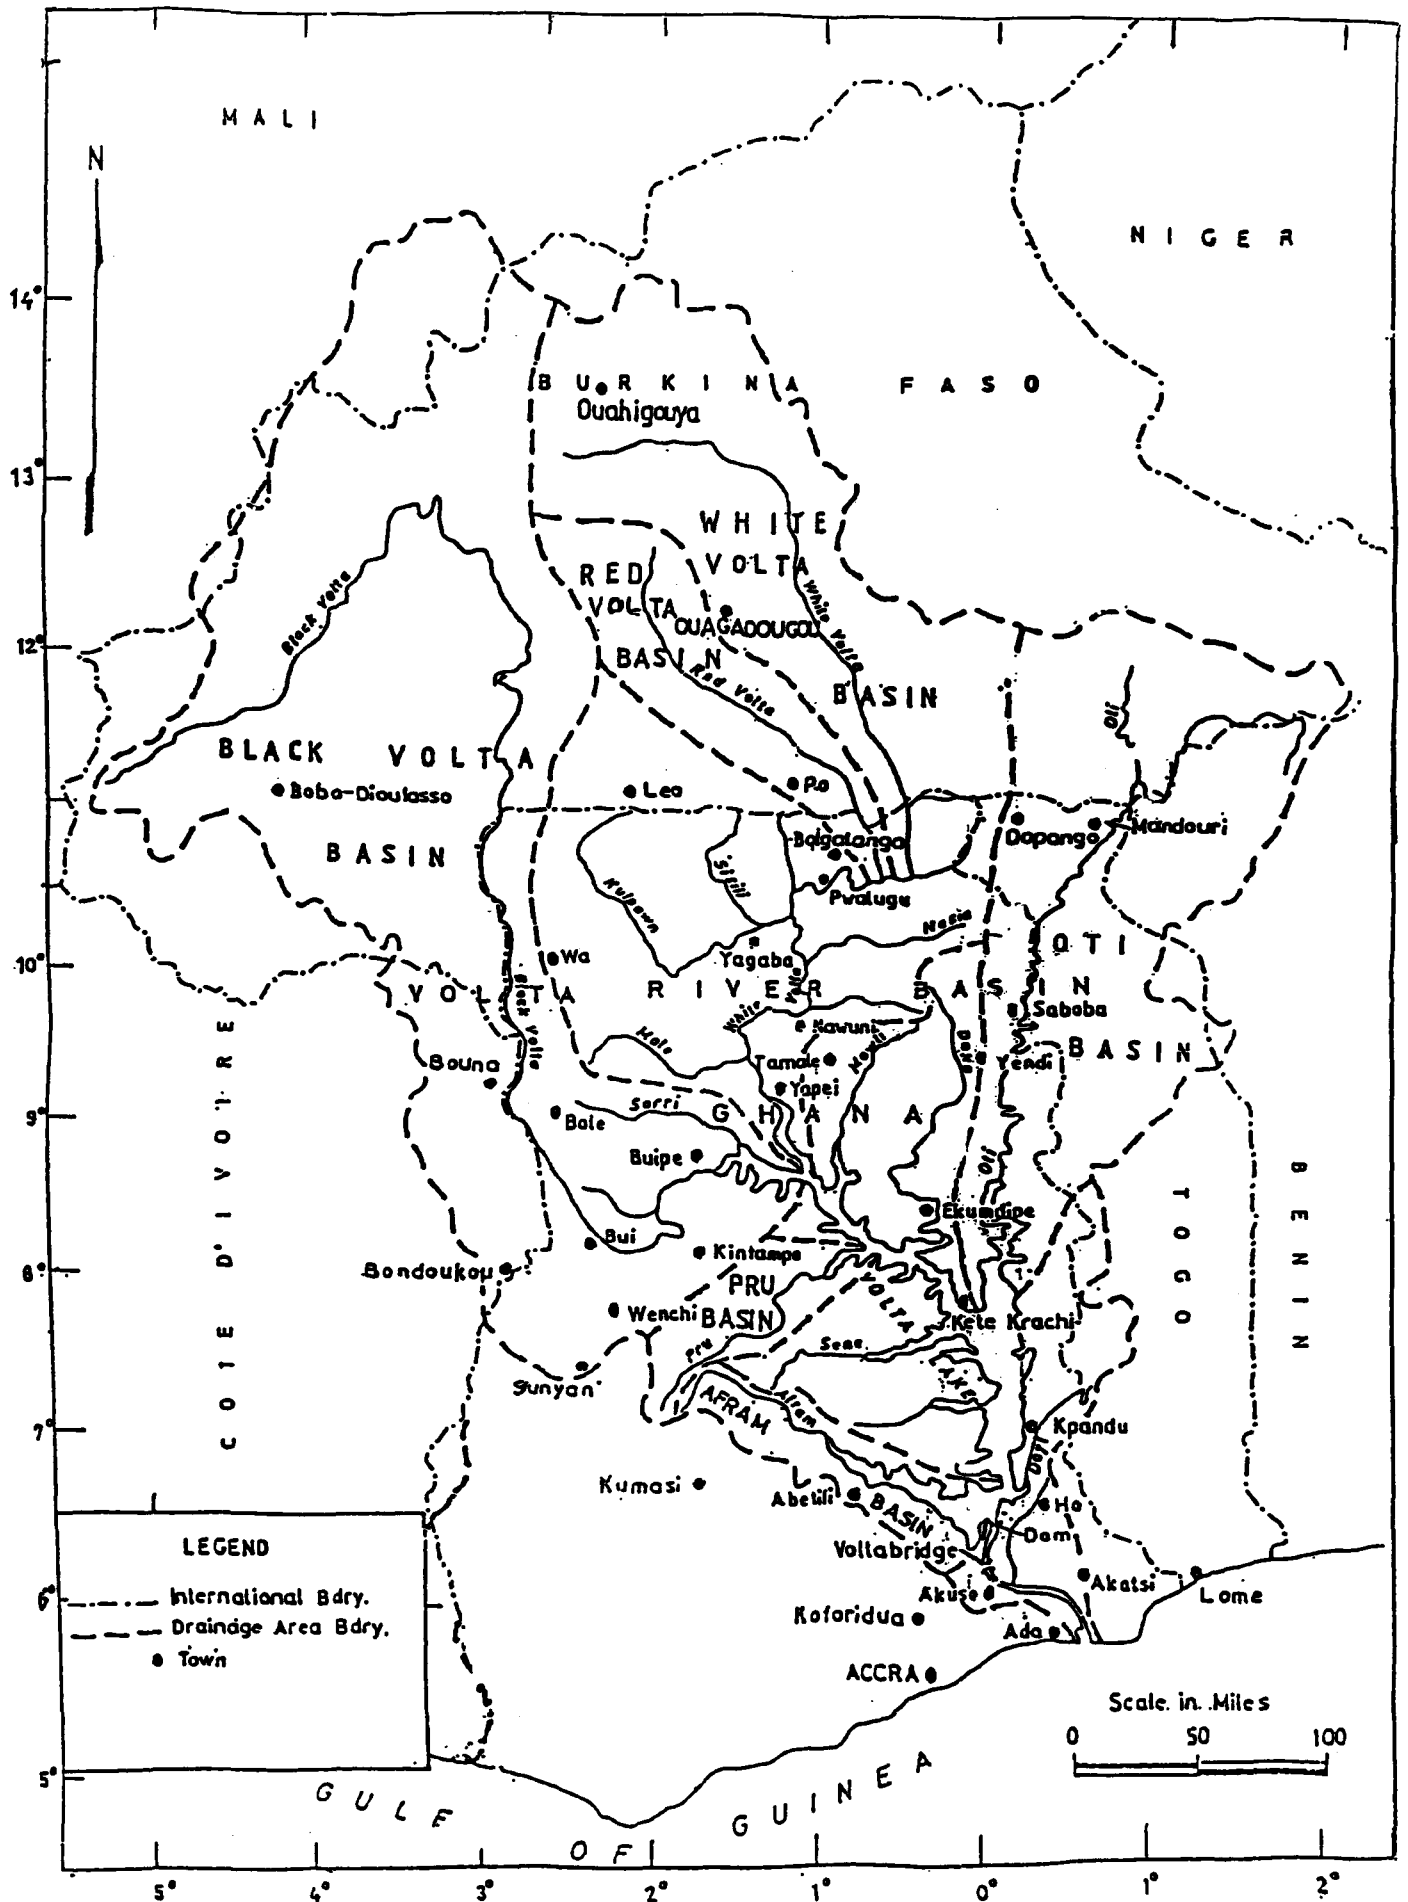 MALI
N
NIGER
14°
BURKINA FASO
Ouahigouya
13°
WHITE
VOLTA
RED
VOLTA
BASIN
OUAGADOUGOU
Black Volta
White Volta
12°
Red Volta
BASIN
Oti
BLACK VOLTA
Boba-Dioulasso
Leo
Po
BASIN
Bolgatanga
Dapango
Mandouri
Sisili
Kulpawn
Pwalugu
Nasia
OTI
Yagaba
Wa
10°
VOLTA RIVER BASIN
Black Volta
White
Volta
Saboba
Nawuni
BASIN
Mole
Tamale
Nawli
Daka
Yendi
Bouna
Yapei
9°
Sorri
GHANA
Bole
Buipe
Oti
BENIN
TOGO
Ekumdipe
Bui
Kintampo
8°
Bondoukou
PRU
BASIN
VOLTA
Wenchi
Kete Krachi
COTE D'IVOIRE
Pru
Sene
LAKE
Sunyan
AFRAM
Afram
7°
Kpandu
Dayi
Kumasi
Abetili
BASIN
Ho
Dam
Voltabridge
LEGEND
International Bdry.
Drainage Area Bdry.
Town
6°
Akuse
Akatsi
Lome
Koforidua
Ada
ACCRA
Scale in Miles
0 50 100
5°
GULF OF GUINEA
5° 4° 3° 2° 1° 0° 1° 2°